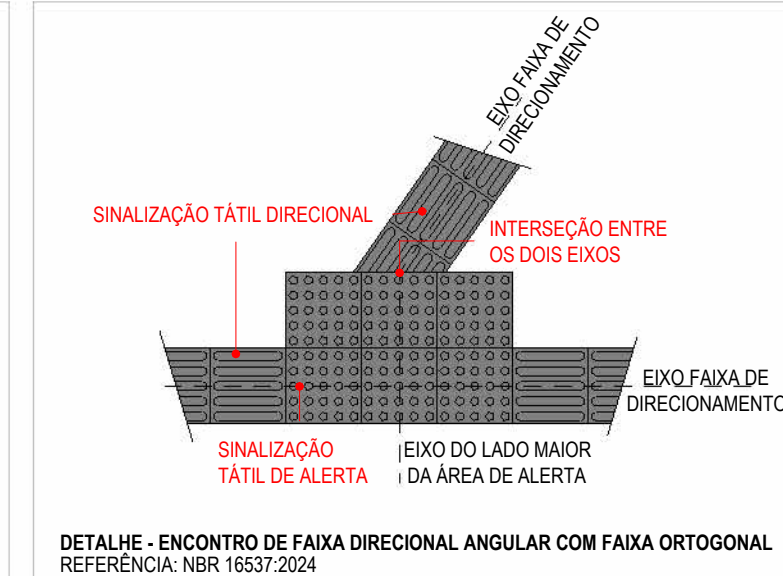 EIXO FAIXA DE
DIRECIONAMENTO
SINALIZAÇÃO TÁTIL DIRECIONAL
INTERSEÇÃO ENTRE
OS DOIS EIXOS
EIXO FAIXA DE
DIRECIONAMENTO
SINALIZAÇÃO
TÁTIL DE ALERTA
EIXO DO LADO MAIOR
DA ÁREA DE ALERTA
DETALHE - ENCONTRO DE FAIXA DIRECIONAL ANGULAR COM FAIXA ORTOGONAL
REFERÊNCIA: NBR 16537:2024